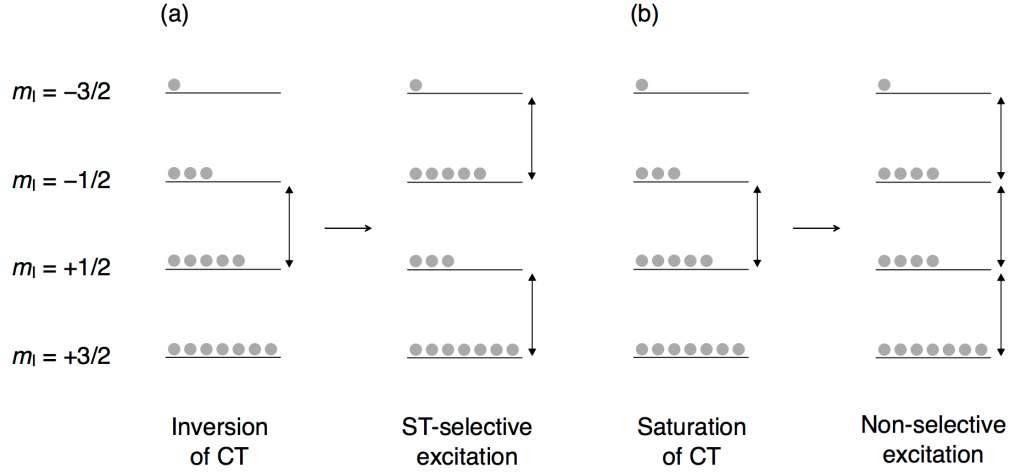 (a)
(b)
mI = −3/2
mI = −1/2
mI = +1/2
mI = +3/2
Inversion
of CT
ST-selective
excitation
Saturation
of CT
Non-selective
excitation